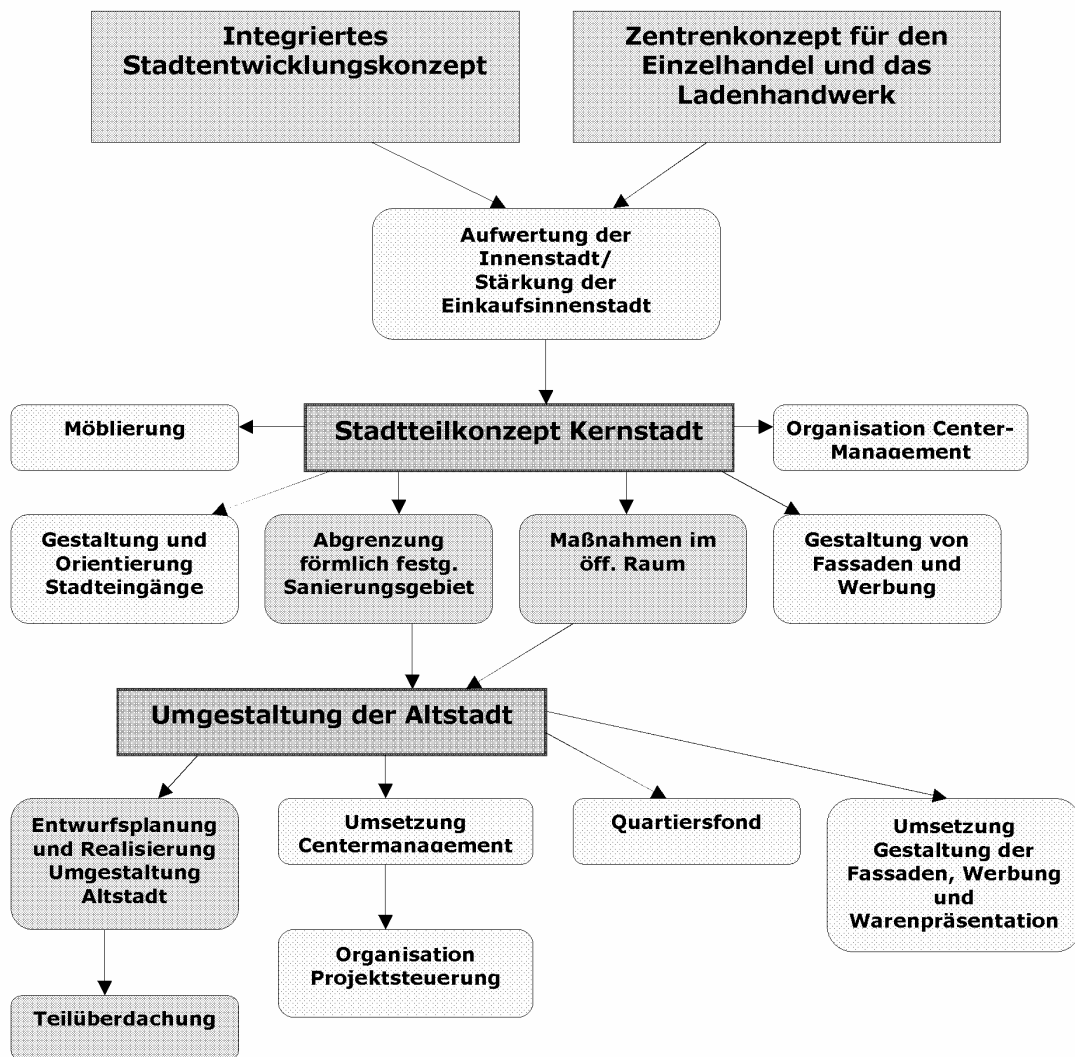 Integriertes
Stadtentwicklungskonzept
Zentrenkonzept für den
Einzelhandel und das
Ladenhandwerk
Aufwertung der
Innenstadt/
Stärkung der
Einkaufsinnenstadt
Möblierung
Stadtteilkonzept Kernstadt
Organisation Center-
Management
Gestaltung und
Orientierung
Stadteingänge
Abgrenzung
förmlich festg.
Sanierungsgebiet
Maßnahmen im
öff. Raum
Gestaltung von
Fassaden und
Werbung
Umgestaltung der Altstadt
Entwurfsplanung
und Realisierung
Umgestaltung
Altstadt
Umsetzung
Centermanagement
Quartiersfond
Umsetzung
Gestaltung der
Fassaden, Werbung
und
Warenpräsentation
Organisation
Projektsteuerung
Teilüberdachung